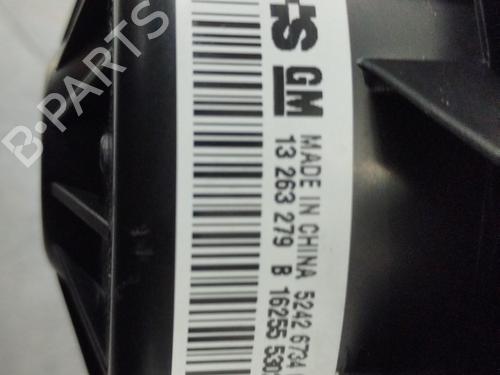 GM
MADE IN CHINA 5242 6734
13 263 279 B 16255
B-PARTS